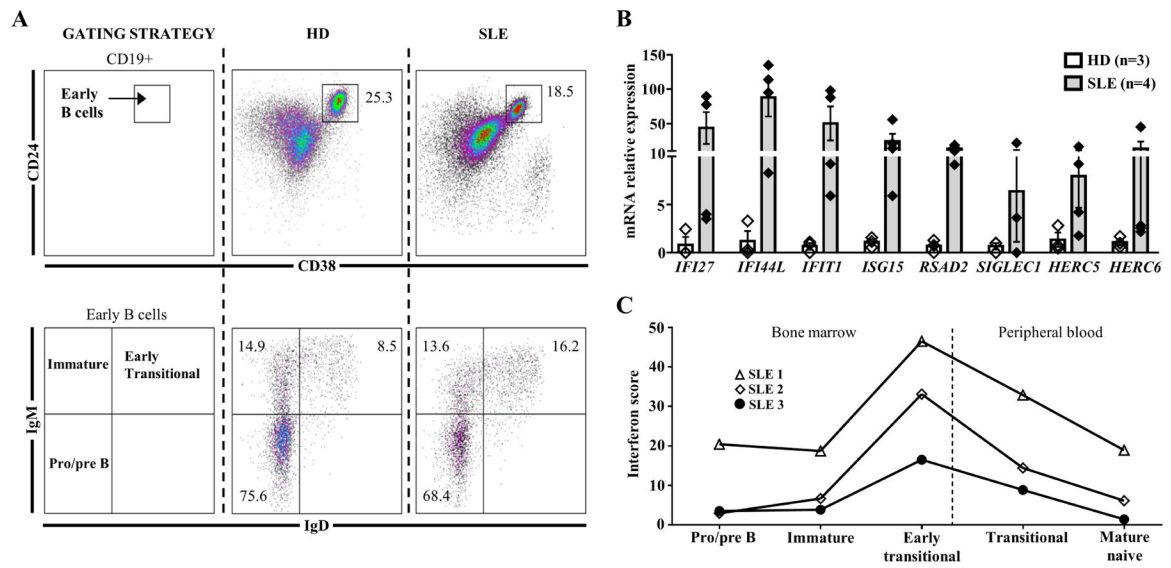 A
GATING STRATEGY
HD
SLE
CD19+
Early
B cells
25.3
18.5
CD24
CD38
Early B cells
Immature
Early
Transitional
Pro/pre B
14.9
8.5
75.6
13.6
16.2
68.4
IgM
IgD
B
HD (n=3)
SLE (n=4)
mRNA relative expression
150
100
50
10
5
0
IFI27
IFI44L
IFIT1
ISG15
RSAD2
SIGLEC1
HERC5
HERC6
C
Bone marrow
Peripheral blood
SLE 1
SLE 2
SLE 3
Interferon score
50
40
30
20
10
0
Pro/pre B
Immature
Early
transitional
Transitional
Mature
naive